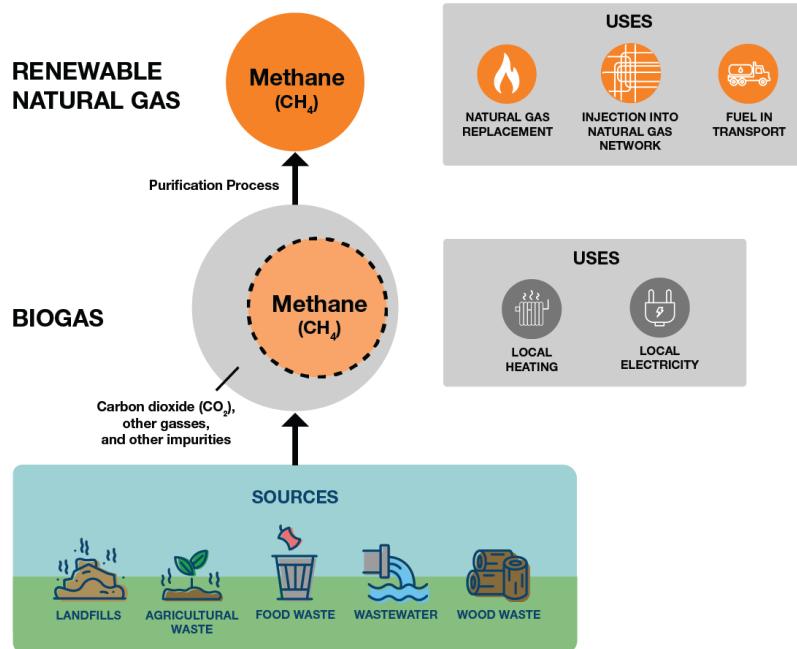 RENEWABLE
NATURAL GAS
Methane
(CH₄)
Purification Process
USES
NATURAL GAS
REPLACEMENT
INJECTION INTO
NATURAL GAS
NETWORK
FUEL IN
TRANSPORT
BIOGAS
Methane
(CH₄)
Carbon dioxide (CO₂),
other gasses,
and other impurities
USES
LOCAL
HEATING
LOCAL
ELECTRICITY
SOURCES
LANDFILLS
AGRICULTURAL
WASTE
FOOD WASTE
WASTEWATER
WOOD WASTE